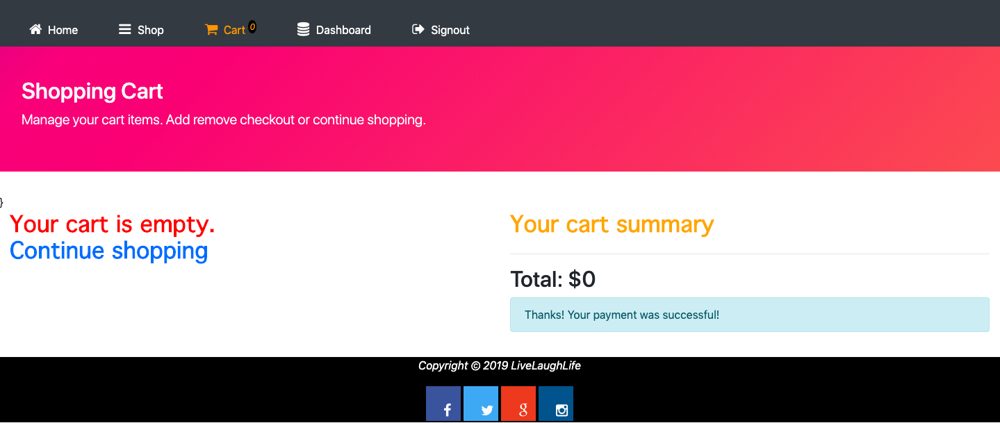 Home Shop Cart 0 Dashboard Signout
Shopping Cart
Manage your cart items. Add remove checkout or continue shopping.
}
Your cart is empty.
Continue shopping
Your cart summary
Total: $0
Thanks! Your payment was successful!
Copyright © 2019 LiveLaughLife